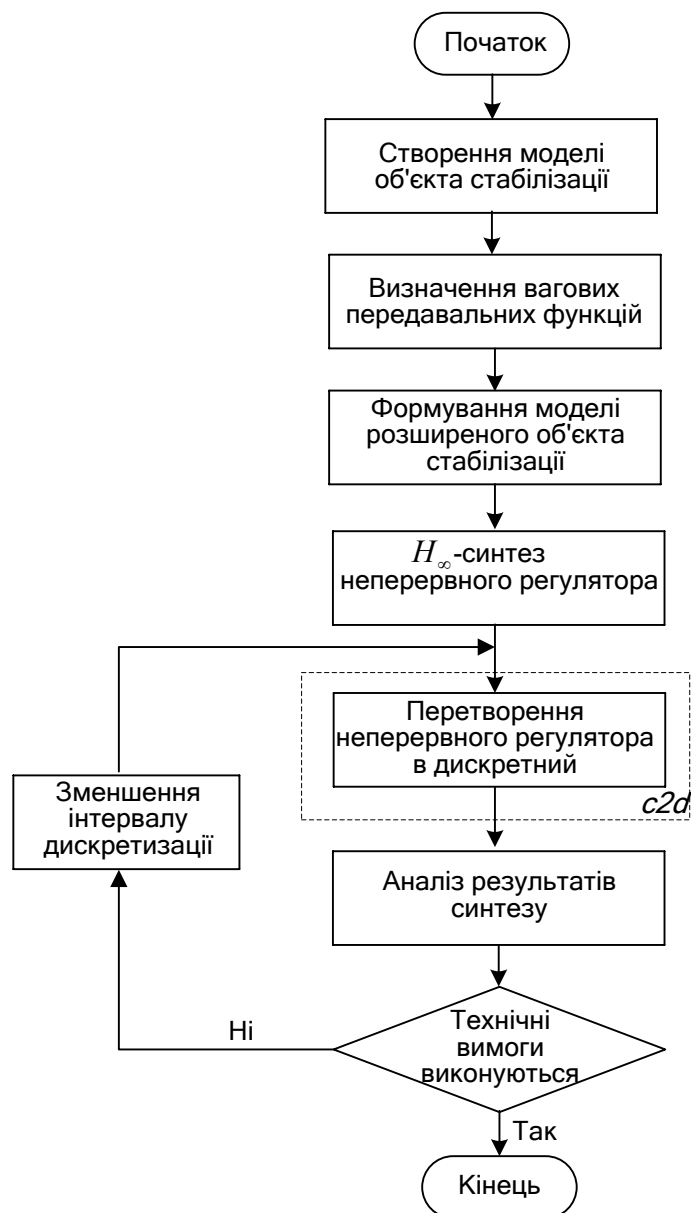 Початок
Створення моделі
об'єкта стабілізації
Визначення вагових
передавальних функцій
Формування моделі
розширеного об'єкта
стабілізації
H∞-синтез
неперервного регулятора
Перетворення
неперервного регулятора
в дискретний
c2d
Зменшення
інтервалу
дискретизації
Аналіз результатів
синтезу
Технічні
вимоги
виконуються
Ні
Так
Кінець